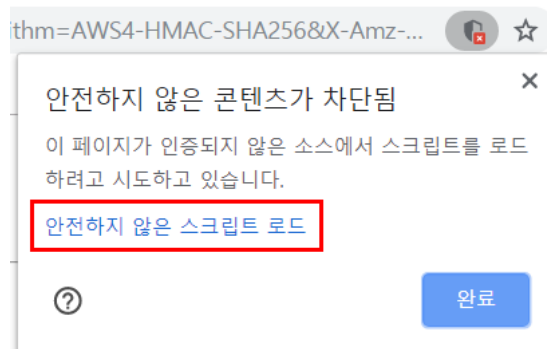 ithm=AWS4-HMAC-SHA256&X-Amz-...
안전하지 않은 콘텐츠가 차단됨
이 페이지가 인증되지 않은 소스에서 스크립트를 로드
하려고 시도하고 있습니다.
안전하지 않은 스크립트 로드
완료